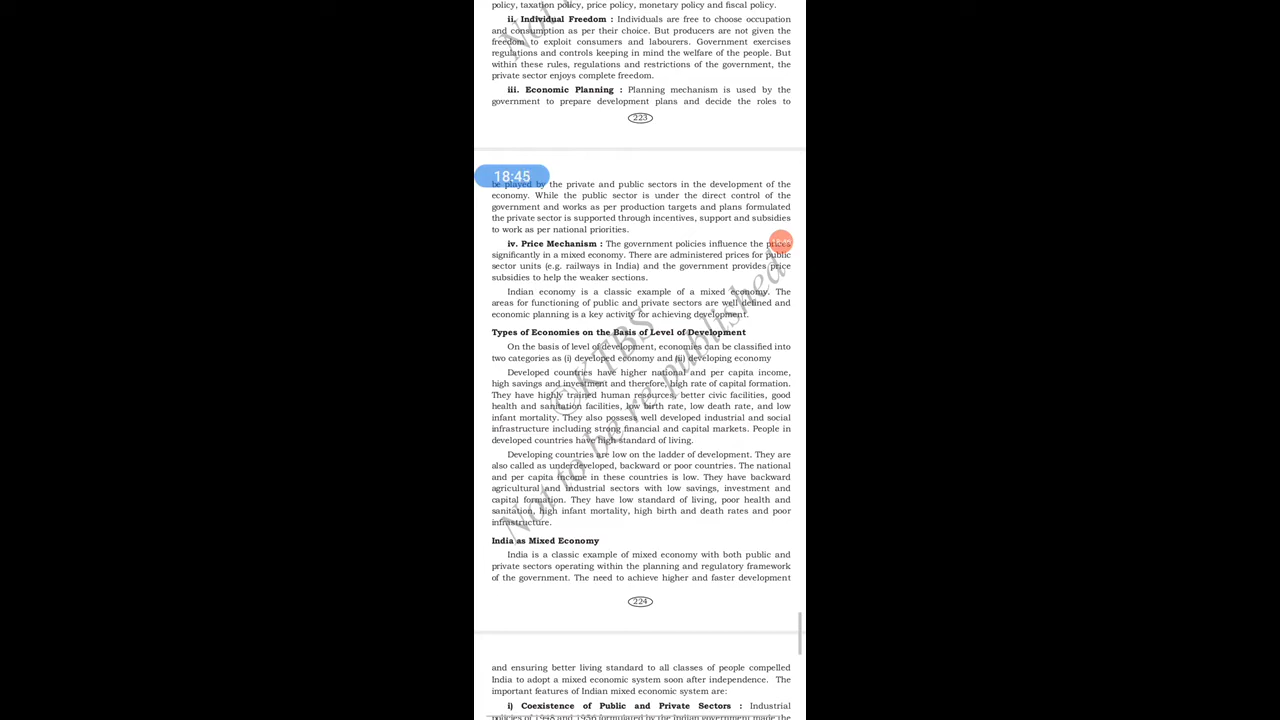 policy, taxation policy, price policy, monetary policy and fiscal policy.
ii. Individual Freedom : Individuals are free to choose occupation
and consumption as per their choice. But producers are not given the
freedom to exploit consumers and labourers. Government exercises
regulations and controls keeping in mind the welfare of the people. But
within these rules, regulations and restrictions of the government, the
private sector enjoys complete freedom.
iii. Economic Planning : Planning mechanism is used by the
government to prepare development plans and decide the roles to
223
18:45
be played by the private and public sectors in the development of the
economy. While the public sector is under the direct control of the
government and works as per production targets and plans formulated
the private sector is supported through incentives, support and subsidies
to work as per national priorities.
iv. Price Mechanism : The government policies influence the prices
significantly in a mixed economy. There are administered prices for public
sector units (e.g. railways in India) and the government provides price
subsidies to help the weaker sections.
Indian economy is a classic example of a mixed economy. The
areas for functioning of public and private sectors are well defined and
economic planning is a key activity for achieving development.
Types of Economies on the Basis of Level of Development
On the basis of level of development, economies can be classified into
two categories as (i) developed economy and (ii) developing economy
Developed countries have higher national and per capita income,
high savings and investment and therefore, high rate of capital formation.
They have highly trained human resources, better civic facilities, good
health and sanitation facilities, low birth rate, low death rate, and low
infant mortality. They also possess well developed industrial and social
infrastructure including strong financial and capital markets. People in
developed countries have high standard of living.
Developing countries are low on the ladder of development. They are
also called as underdeveloped, backward or poor countries. The national
and per capita income in these countries is low. They have backward
agricultural and industrial sectors with low savings, investment and
capital formation. They have low standard of living, poor health and
sanitation, high infant mortality, high birth and death rates and poor
infrastructure.
India as Mixed Economy
India is a classic example of mixed economy with both public and
private sectors operating within the planning and regulatory framework
of the government. The need to achieve higher and faster development
224
©KTBS
Not to be republished
and ensuring better living standard to all classes of people compelled
India to adopt a mixed economic system soon after independence. The
important features of Indian mixed economic system are:
i) Coexistence of Public and Private Sectors : Industrial
policies of 1948 and 1956 formulated by the Indian government made the